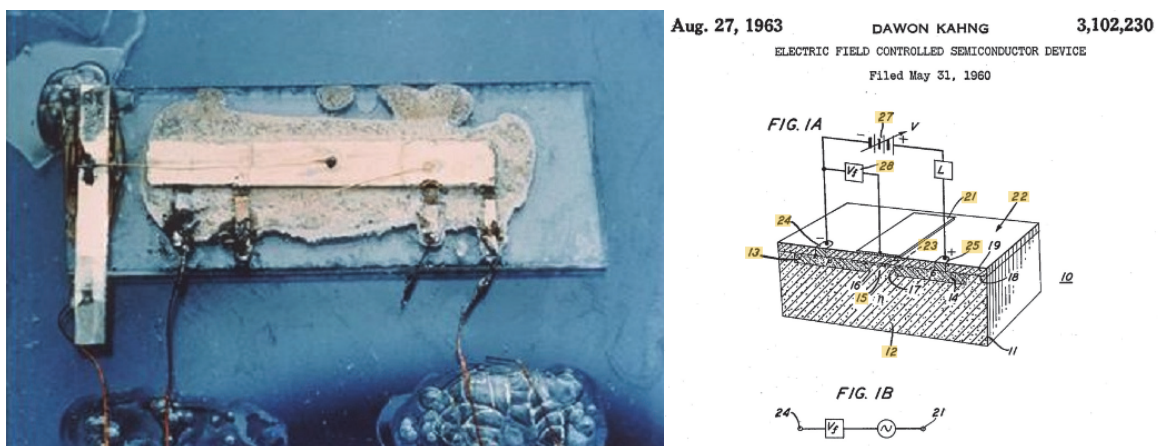 Aug. 27, 1963 DAWON KAHNG 3,102,230
ELECTRIC FIELD CONTROLLED SEMICONDUCTOR DEVICE
Filed May 31, 1960
FIG. 1A
27
V
- +
Vf 28
L
21
22
24
-
13
23
25
+
19
18
10
16
17
15
n
14
12
11
FIG. 1B
24 Vf 21